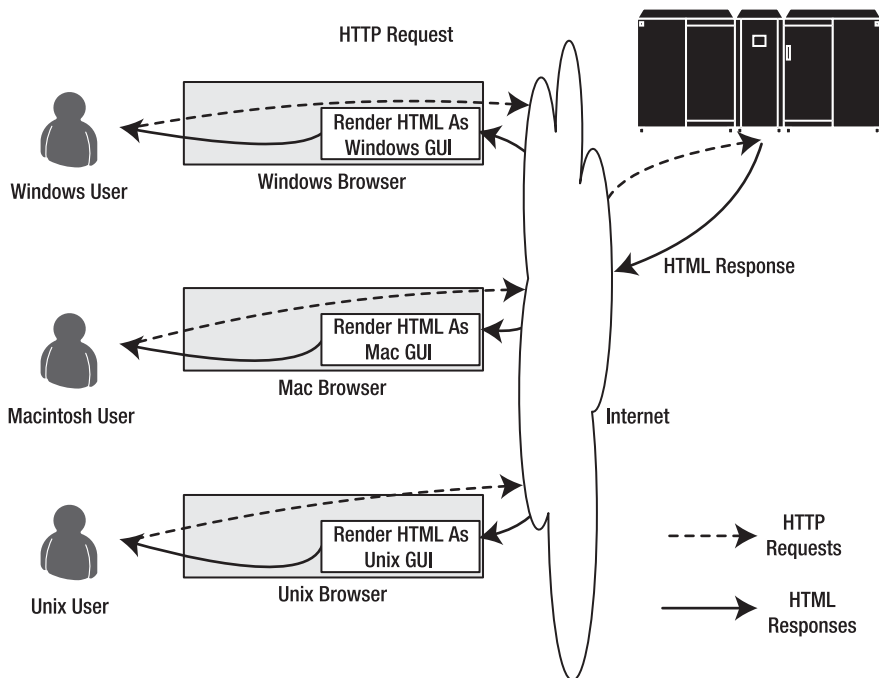 HTTP Request
Render HTML As
Windows GUI
Windows User
Windows Browser
HTML Response
Render HTML As
Mac GUI
Mac Browser
Macintosh User
Internet
Render HTML As
Unix GUI
Unix User
Unix Browser
HTTP
Requests
HTML
Responses